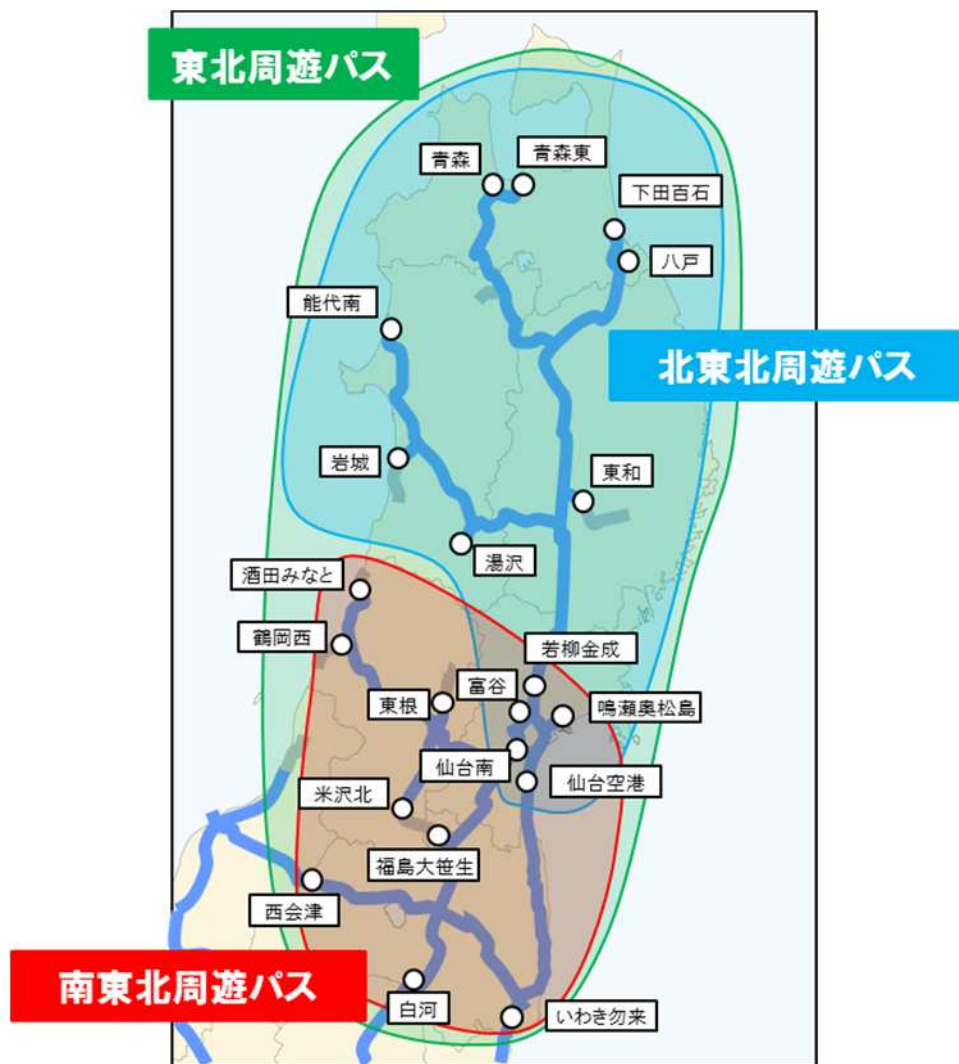 東北周遊パス
青森
青森東
下田百石
八戸
能代南
北東北周遊パス
岩城
東和
湯沢
酒田みなと
鶴岡西
若柳金成
富谷
東根
鳴瀬奥松島
仙台南
仙台空港
米沢北
福島大笹生
西会津
南東北周遊パス
白河
いわき勿来